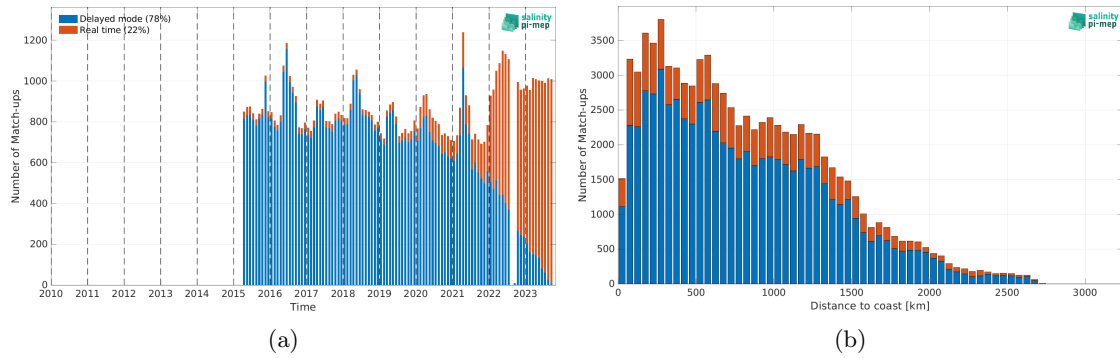 Delayed mode (78%)
Real time (22%)
salinity
pi-mep
Number of Match-ups
1200
1000
800
600
400
200
0
2010 2011 2012 2013 2014 2015 2016 2017 2018 2019 2020 2021 2022 2023
Time
(a)
salinity
pi-mep
Number of Match-ups
3500
3000
2500
2000
1500
1000
500
0
0 500 1000 1500 2000 2500 3000
Distance to coast [km]
(b)